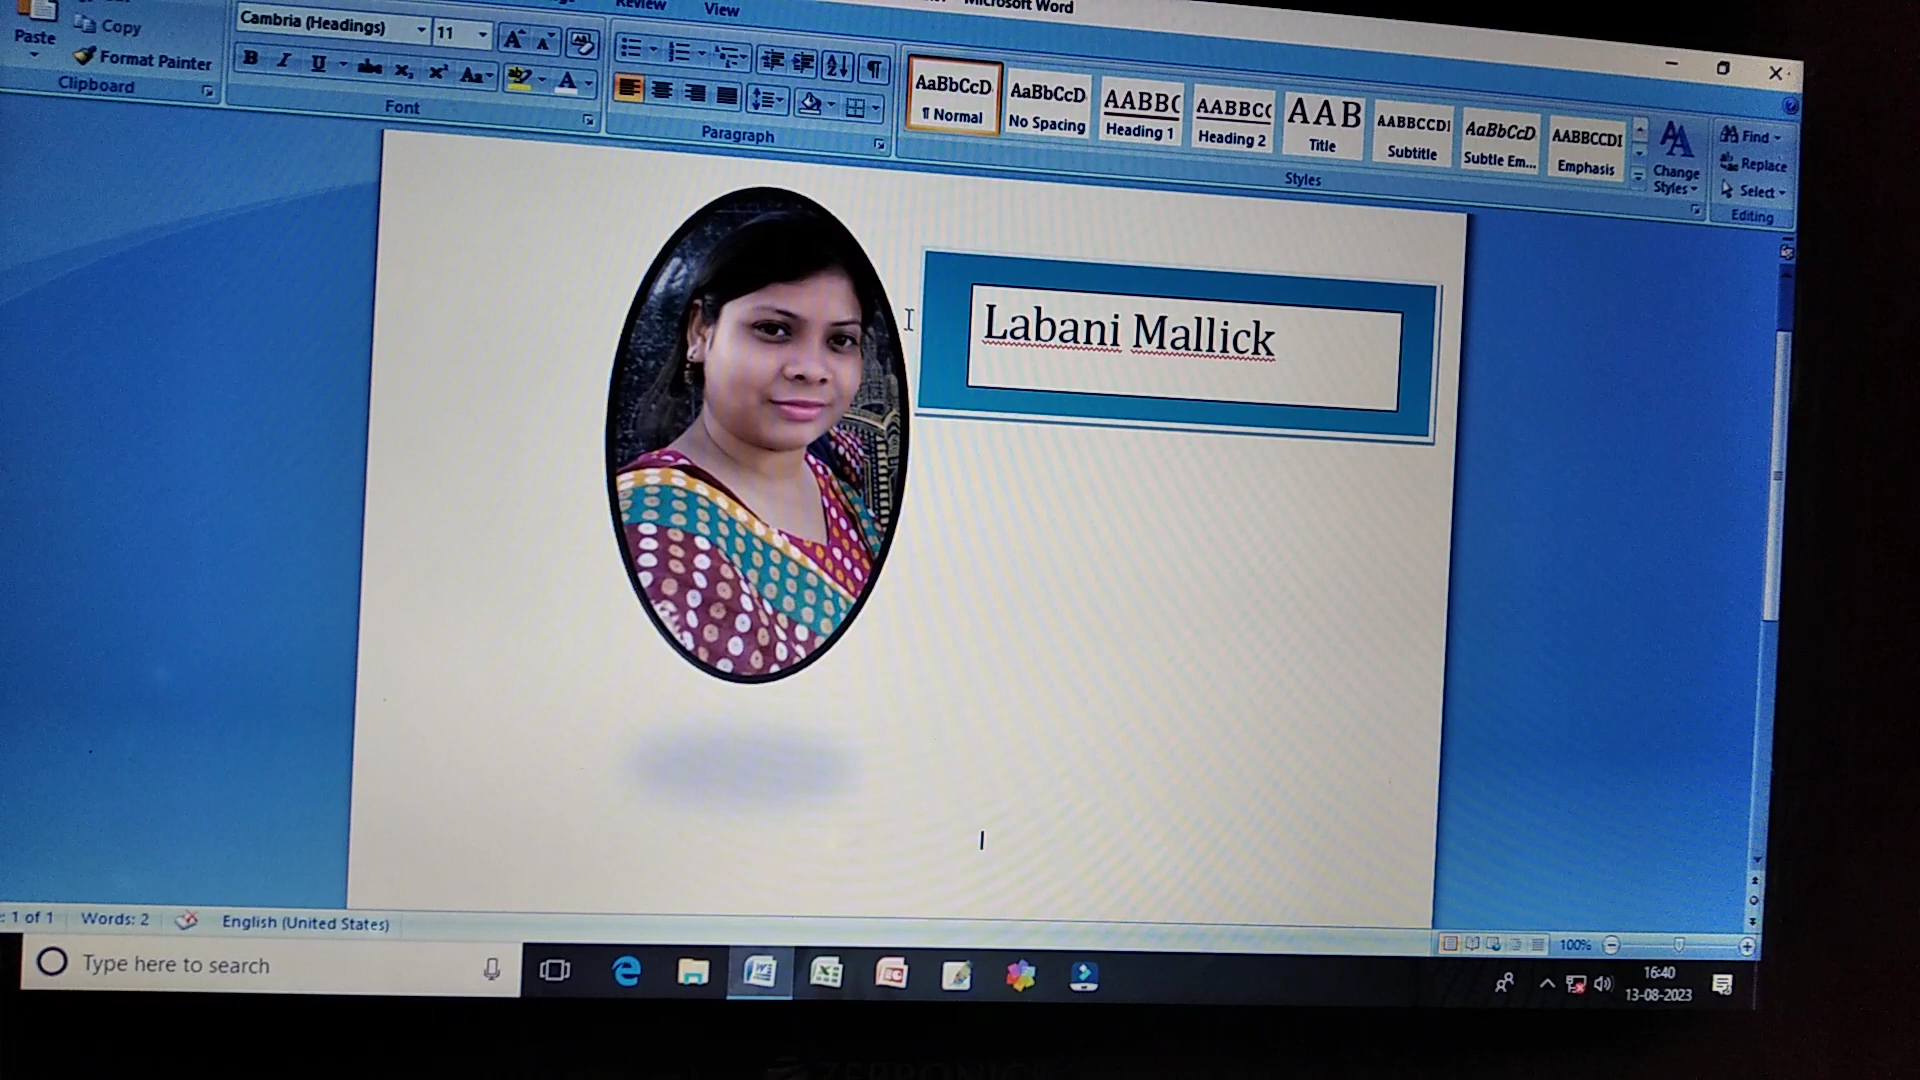 Microsoft Word
Review View
Paste
Copy
Format Painter
Clipboard
Cambria (Headings) 11
Font
Paragraph
AaBbCcD AaBbCcD AABBC AABBCC AAB AABBCCDI AaBbCcD AABBCCDI
¶ Normal No Spacing Heading 1 Heading 2 Title Subtitle Subtle Em... Emphasis
Styles
Change
Styles
Find
Replace
Select
Editing
Labani Mallick
1 of 1 Words: 2 English (United States)
100%
Type here to search
16:40
13-08-2023